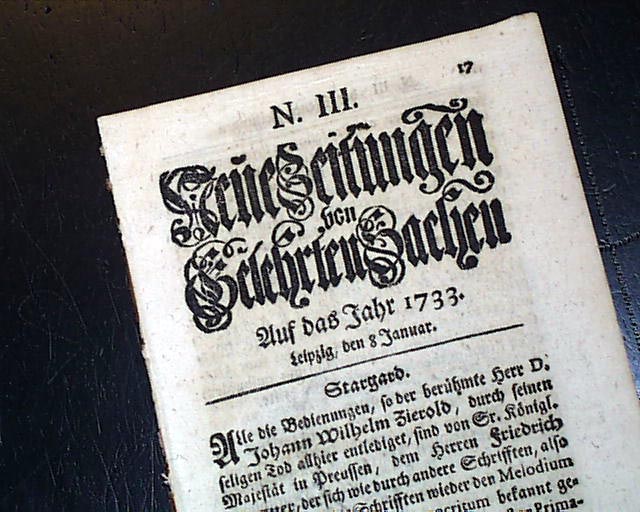 17
N. III.
Neue Zeitungen
von
Gelehrten Sachen
Auf das Jahr 1733.
Leipzig, den 8 Januar.
Stargard.
Alle die Bedienungen, so der berühmte Herr D.
Johann Wilhelm Zierold, durch seinen
seligen Tod allhier entlediget, sind von Sr. Königl.
Majestät in Preussen, dem Herren Friedrich
der sich wie durch andere Schrifften, also
Schrifften wieder den Melodium
bekannt ge-
Prima-